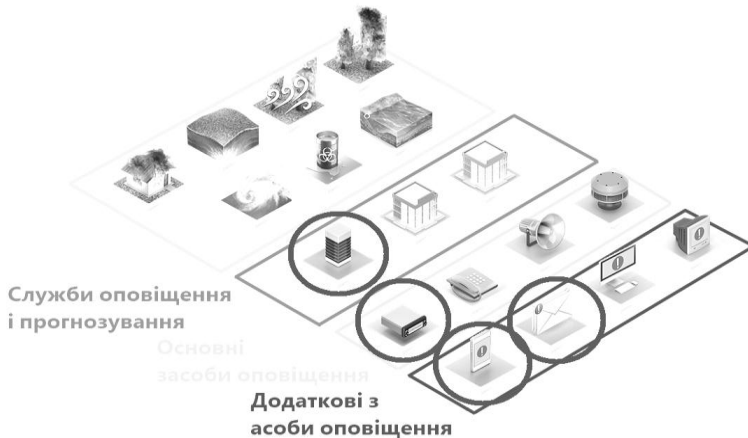 Служби оповіщення
і прогнозування
Основні
засоби оповіщення
Додаткові з
асоби оповіщення